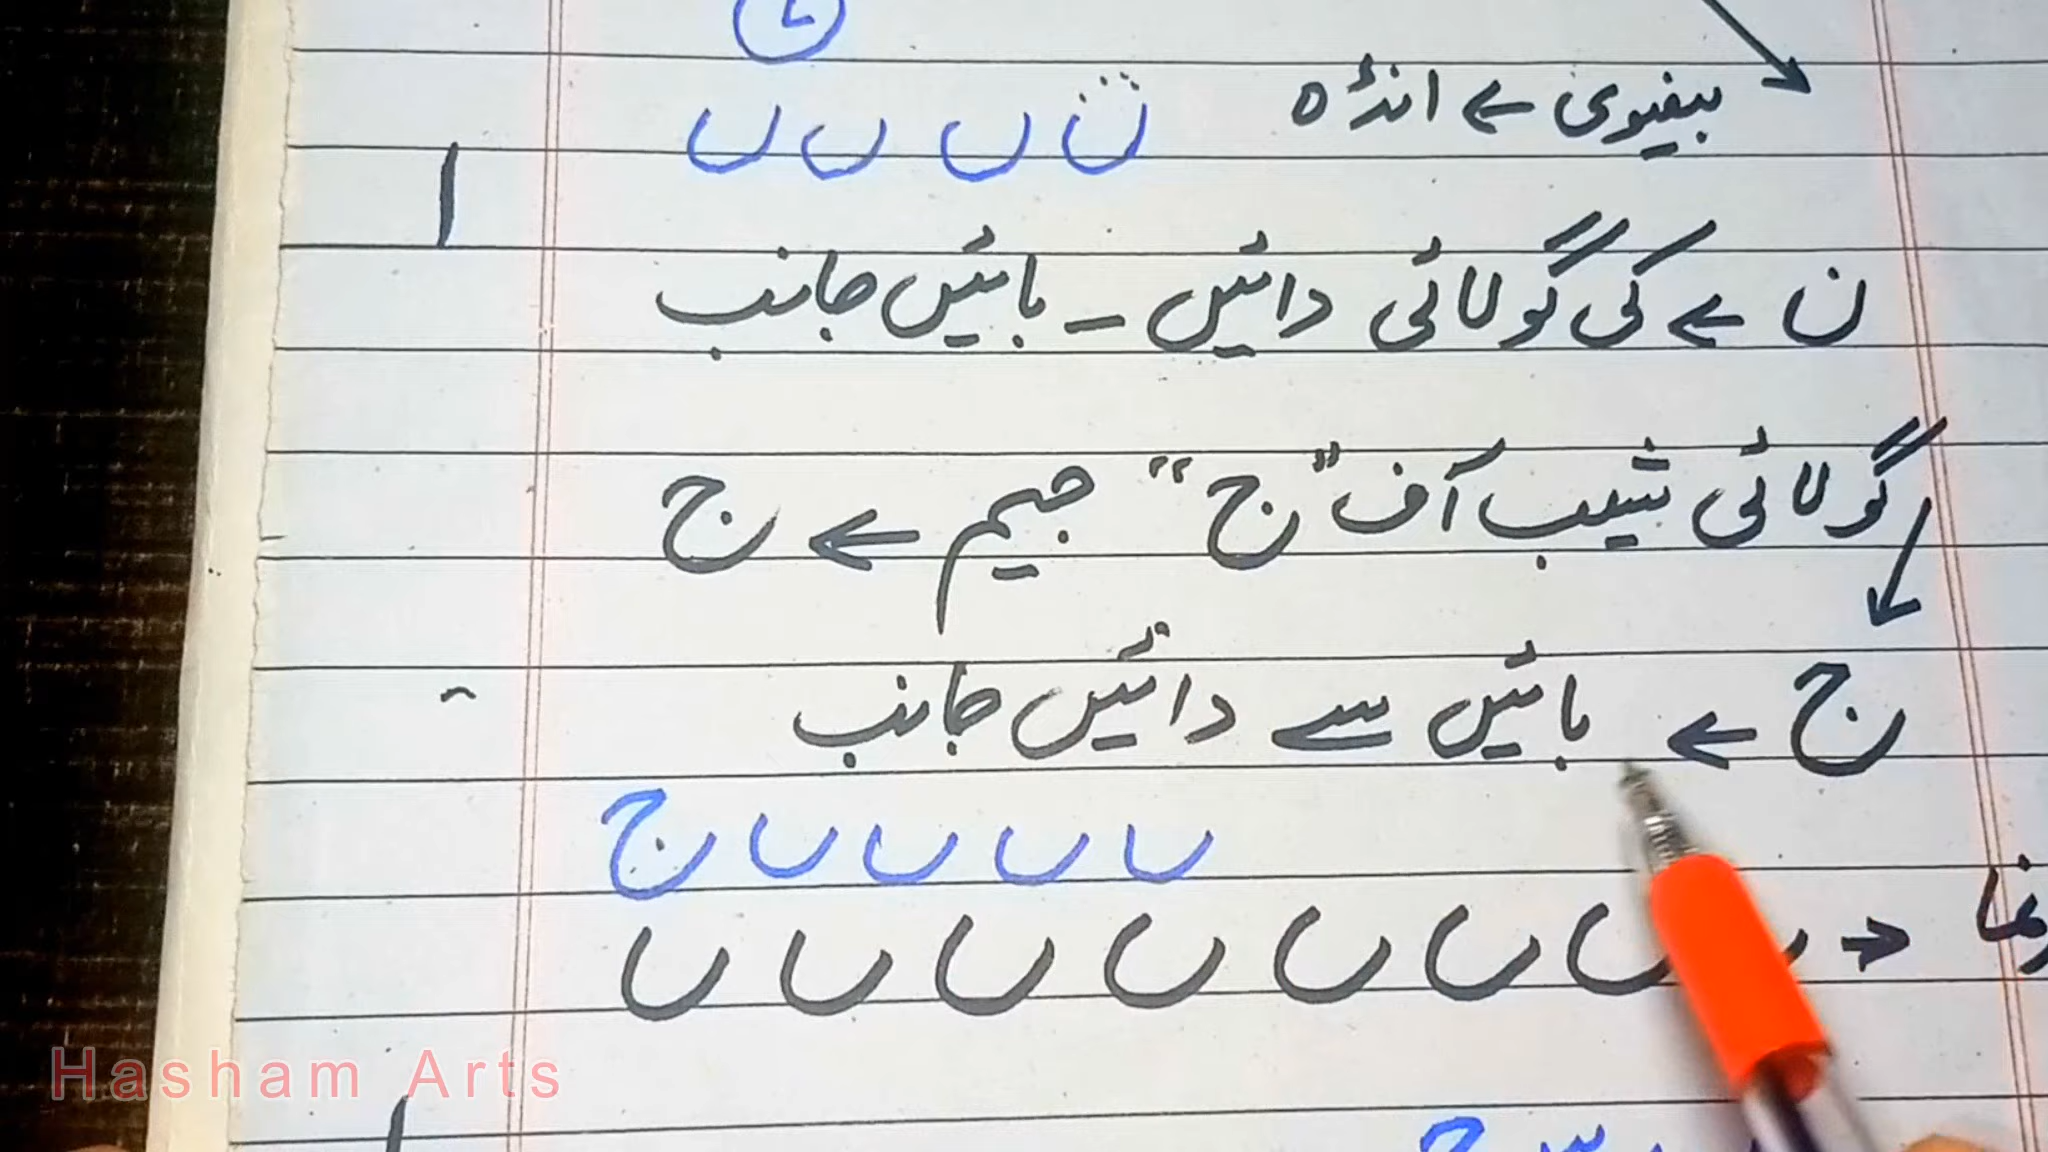 بیضوی ے انڈہ
ں ں ں ن
ن ے کی گولائی دائیں ـ بائیں جانب
گولائی شیپ آف "ج" جیم ے ج
ج ے بائیں سے دائیں جانب
ں ں ں ں ج
ں ں ں ں ں ں ں
Hasham Arts